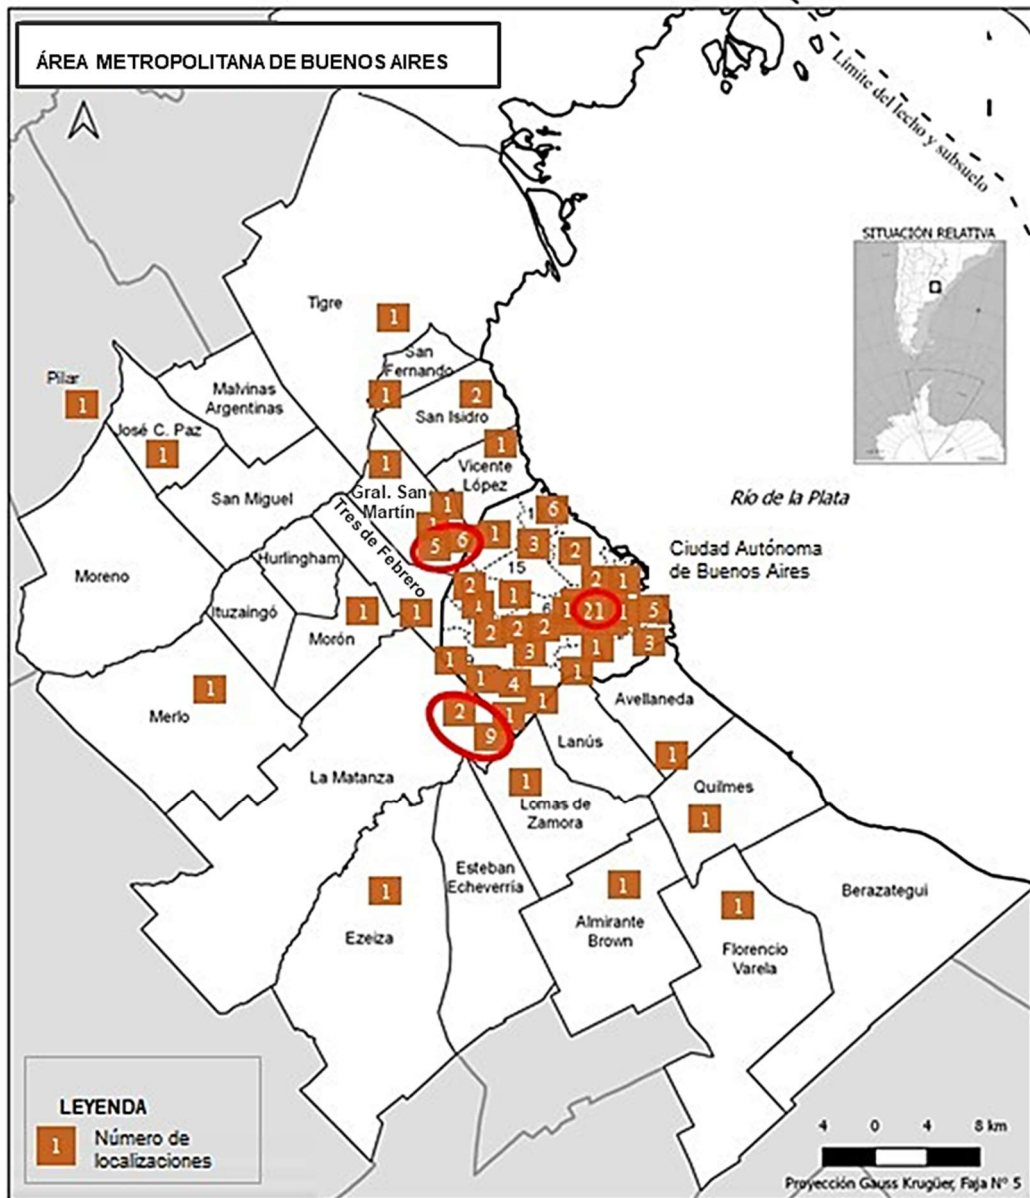 ÁREA METROPOLITANA DE BUENOS AIRES
Límite del lecho y subsuelo
SITUACIÓN RELATIVA
Tigre
1
San
Fernando
Pilar
1
Malvinas
Argentinas
1
2
San Isidro
José C. Paz
1
1
Vicente
López
1
San Miguel
Gral. San
Martín
Río de la Plata
Tres de Febrero
1
1
5
6
1
3
6
2
Ciudad Autónoma
de Buenos Aires
Hurlingham
15
Moreno
2
1
2
1
Ituzaingó
1
1
1
6
1
21
1
5
Morón
2
2
2
3
1
3
1
1
4
1
Merlo
1
2
1
1
9
Avellaneda
Lanús
La Matanza
1
1
Quilmes
1
Lomas de
Zamora
Esteban
Echeverría
1
1
1
Berazategui
Ezeiza
Almirante
Brown
Florencio
Varela
LEYENDA
1
Número de
localizaciones
4 0 4 8 km
Proyección Gauss Krugüer, Faja Nº 5